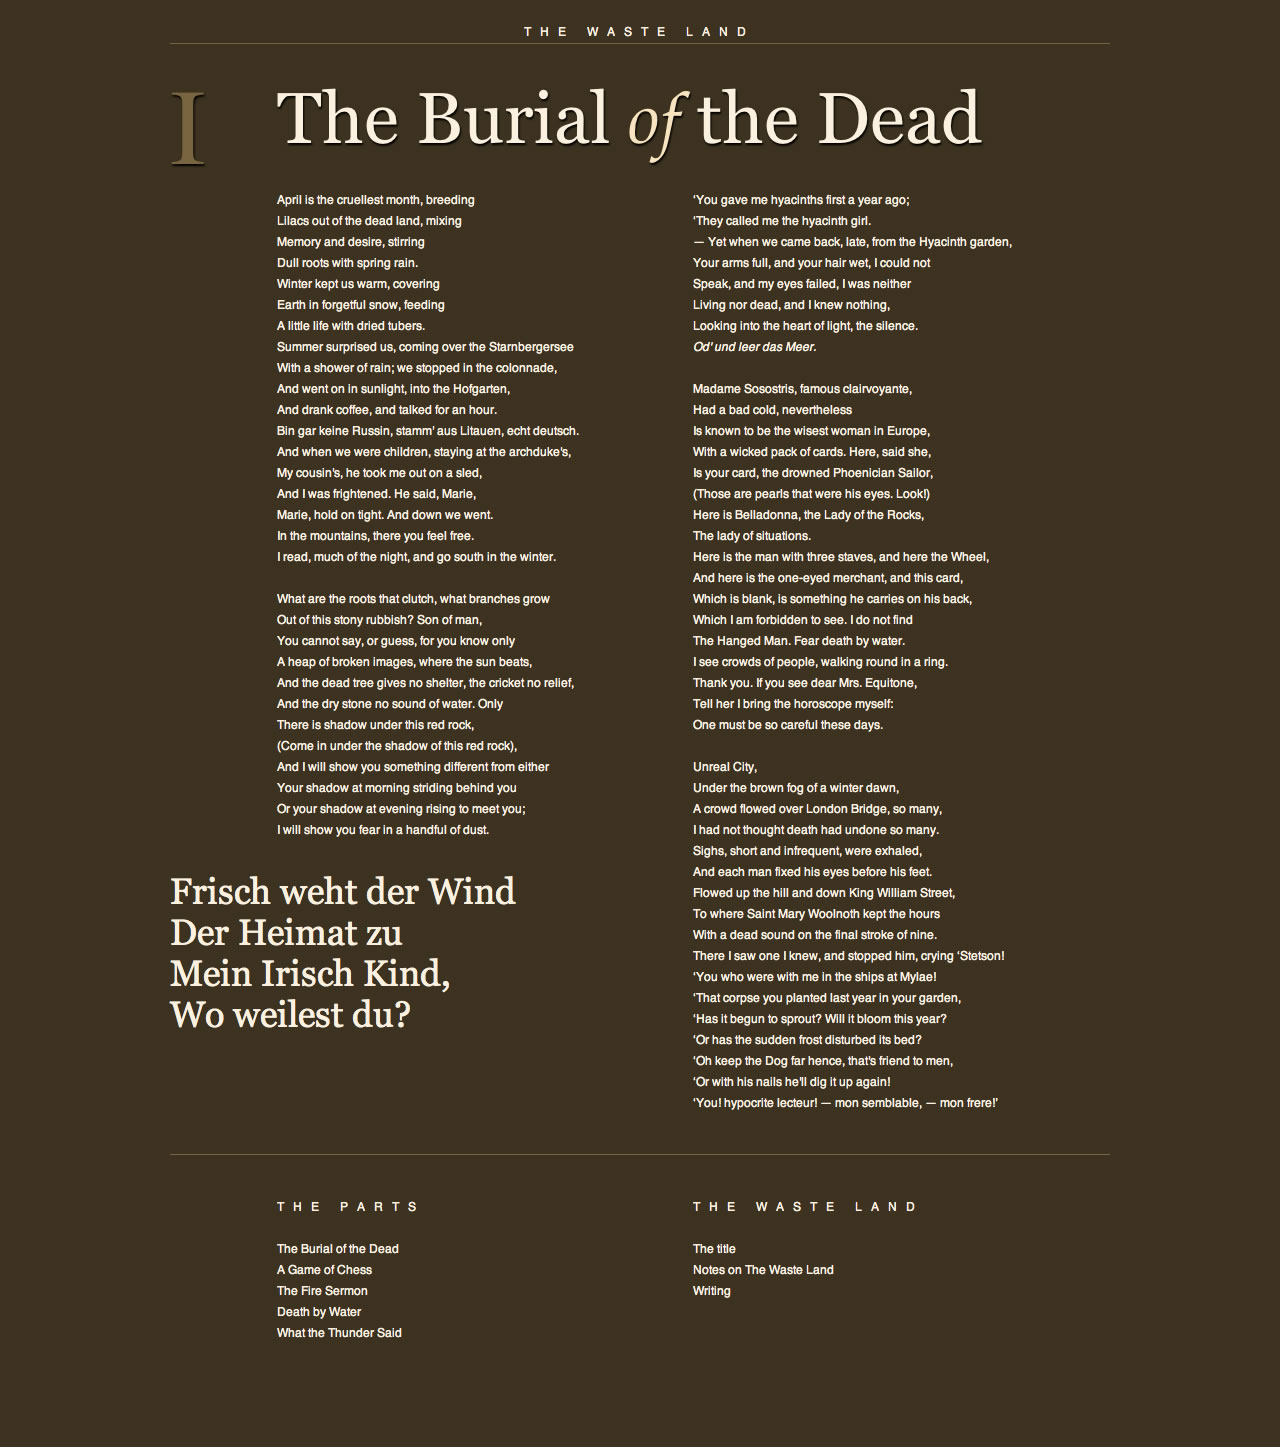 THE WASTE LAND
I
The Burial of the Dead
April is the cruellest month, breeding
Lilacs out of the dead land, mixing
Memory and desire, stirring
Dull roots with spring rain.
Winter kept us warm, covering
Earth in forgetful snow, feeding
A little life with dried tubers.
Summer surprised us, coming over the Starnbergersee
With a shower of rain; we stopped in the colonnade,
And went on in sunlight, into the Hofgarten,
And drank coffee, and talked for an hour.
Bin gar keine Russin, stamm’ aus Litauen, echt deutsch.
And when we were children, staying at the archduke’s,
My cousin’s, he took me out on a sled,
And I was frightened. He said, Marie,
Marie, hold on tight. And down we went.
In the mountains, there you feel free.
I read, much of the night, and go south in the winter.
What are the roots that clutch, what branches grow
Out of this stony rubbish? Son of man,
You cannot say, or guess, for you know only
A heap of broken images, where the sun beats,
And the dead tree gives no shelter, the cricket no relief,
And the dry stone no sound of water. Only
There is shadow under this red rock,
(Come in under the shadow of this red rock),
And I will show you something different from either
Your shadow at morning striding behind you
Or your shadow at evening rising to meet you;
I will show you fear in a handful of dust.
Frisch weht der Wind
Der Heimat zu
Mein Irisch Kind,
Wo weilest du?
‘You gave me hyacinths first a year ago;
‘They called me the hyacinth girl.
— Yet when we came back, late, from the Hyacinth garden,
Your arms full, and your hair wet, I could not
Speak, and my eyes failed, I was neither
Living nor dead, and I knew nothing,
Looking into the heart of light, the silence.
Od’ und leer das Meer.
Madame Sosostris, famous clairvoyante,
Had a bad cold, nevertheless
Is known to be the wisest woman in Europe,
With a wicked pack of cards. Here, said she,
Is your card, the drowned Phoenician Sailor,
(Those are pearls that were his eyes. Look!)
Here is Belladonna, the Lady of the Rocks,
The lady of situations.
Here is the man with three staves, and here the Wheel,
And here is the one-eyed merchant, and this card,
Which is blank, is something he carries on his back,
Which I am forbidden to see. I do not find
The Hanged Man. Fear death by water.
I see crowds of people, walking round in a ring.
Thank you. If you see dear Mrs. Equitone,
Tell her I bring the horoscope myself:
One must be so careful these days.
Unreal City,
Under the brown fog of a winter dawn,
A crowd flowed over London Bridge, so many,
I had not thought death had undone so many.
Sighs, short and infrequent, were exhaled,
And each man fixed his eyes before his feet.
Flowed up the hill and down King William Street,
To where Saint Mary Woolnoth kept the hours
With a dead sound on the final stroke of nine.
There I saw one I knew, and stopped him, crying ‘Stetson!
‘You who were with me in the ships at Mylae!
‘That corpse you planted last year in your garden,
‘Has it begun to sprout? Will it bloom this year?
‘Or has the sudden frost disturbed its bed?
‘Oh keep the Dog far hence, that’s friend to men,
‘Or with his nails he’ll dig it up again!
‘You! hypocrite lecteur! — mon semblable, — mon frere!’
THE PARTS
The Burial of the Dead
A Game of Chess
The Fire Sermon
Death by Water
What the Thunder Said
THE WASTE LAND
The title
Notes on The Waste Land
Writing